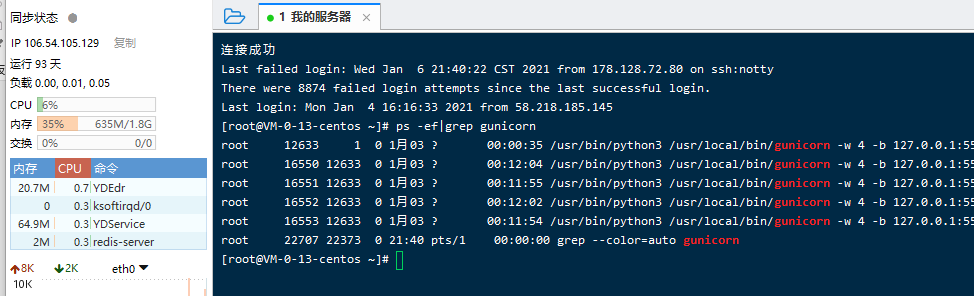 同步状态
IP 106.54.105.129 复制
运行 93 天
负载 0.00, 0.01, 0.05
CPU 6%
内存 35% 635M/1.8G
交换 0% 0/0
内存 CPU 命令
20.7M 0.7 YDEdr
0 0.3 ksoftirqd/0
64.9M 0.3 YDService
2M 0.3 redis-server
8K 2K eth0
10K
1 我的服务器 ×
连接成功
Last failed login: Wed Jan  6 21:40:22 CST 2021 from 178.128.72.80 on ssh:notty
There were 8874 failed login attempts since the last successful login.
Last login: Mon Jan  4 16:16:33 2021 from 58.218.185.145
[root@VM-0-13-centos ~]# ps -ef|grep gunicorn
root     12633     1  0 1月03 ?       00:00:35 /usr/bin/python3 /usr/local/bin/gunicorn -w 4 -b 127.0.0.1:55
root     16550 12633  0 1月03 ?       00:12:04 /usr/bin/python3 /usr/local/bin/gunicorn -w 4 -b 127.0.0.1:55
root     16551 12633  0 1月03 ?       00:11:55 /usr/bin/python3 /usr/local/bin/gunicorn -w 4 -b 127.0.0.1:55
root     16552 12633  0 1月03 ?       00:12:02 /usr/bin/python3 /usr/local/bin/gunicorn -w 4 -b 127.0.0.1:55
root     16553 12633  0 1月03 ?       00:11:54 /usr/bin/python3 /usr/local/bin/gunicorn -w 4 -b 127.0.0.1:55
root     22707 22373  0 21:40 pts/1    00:00:00 grep --color=auto gunicorn
[root@VM-0-13-centos ~]#